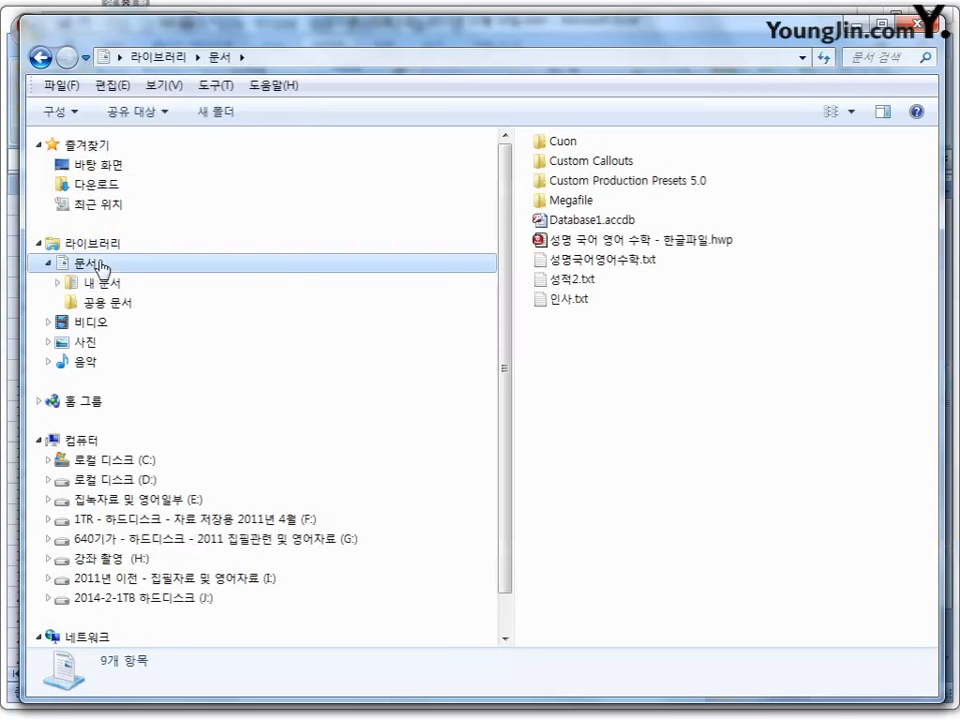 YoungJin.com Y.
라이브러리 문서 문서 검색
파일(F) 편집(E) 보기(V) 도구(T) 도움말(H)
구성 공유 대상 새 폴더
즐겨찾기
바탕 화면
다운로드
최근 위치
라이브러리
문서
내 문서
공용 문서
비디오
사진
음악
홈 그룹
컴퓨터
로컬 디스크 (C:)
로컬 디스크 (D:)
집녹자료 및 영어일부 (E:)
1TR - 하드디스크 - 자료 저장용 2011년 4월 (F:)
640기가 - 하드디스크 - 2011 집필관련 및 영어자료 (G:)
강좌 촬영 (H:)
2011년 이전 - 집필자료 및 영어자료 (I:)
2014-2-1TB 하드디스크 (J:)
네트워크
Cuon
Custom Callouts
Custom Production Presets 5.0
Megafile
Database1.accdb
성명 국어 영어 수학 - 한글파일.hwp
성명국어영어수학.txt
성적2.txt
인사.txt
9개 항목